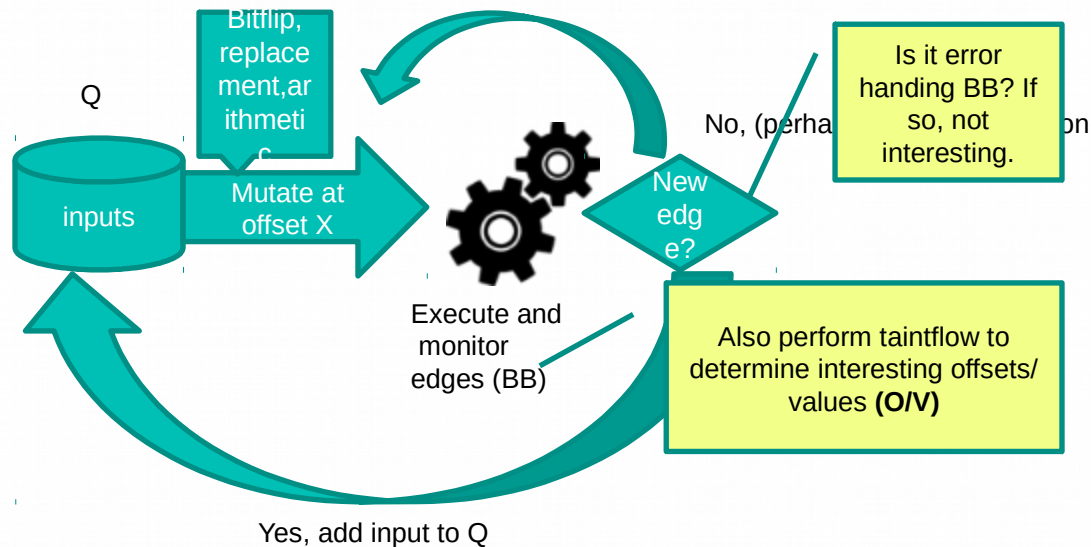 Bitflip,
replace
ment,ar
ithmeti
c
Q
inputs
Mutate at
offset X
Execute and
monitor
edges (BB)
New
edg
e?
No, (perha
on
Is it error
handing BB? If
so, not
interesting.
Also perform taintflow to
determine interesting offsets/
values (O/V)
Yes, add input to Q